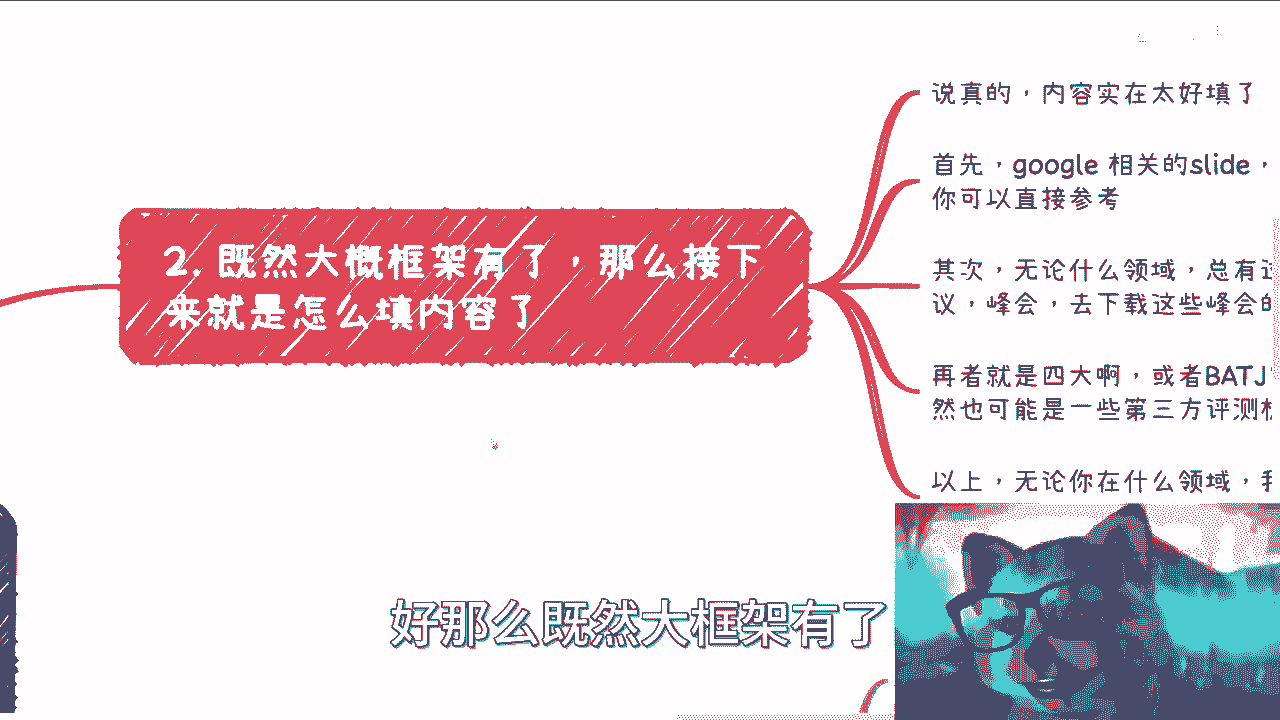 说真的，内容实在太好填了
首先，google 相关的slide，
你可以直接参考
2. 既然大概框架有了，那么接下
来就是怎么填内容了
其次，无论什么领域，总有
议，峰会，去下载这些峰会的
再者就是四大啊，或者BATJ
然也可能是一些第三方评测
以上，无论你在什么领域，
好那么既然大框架有了